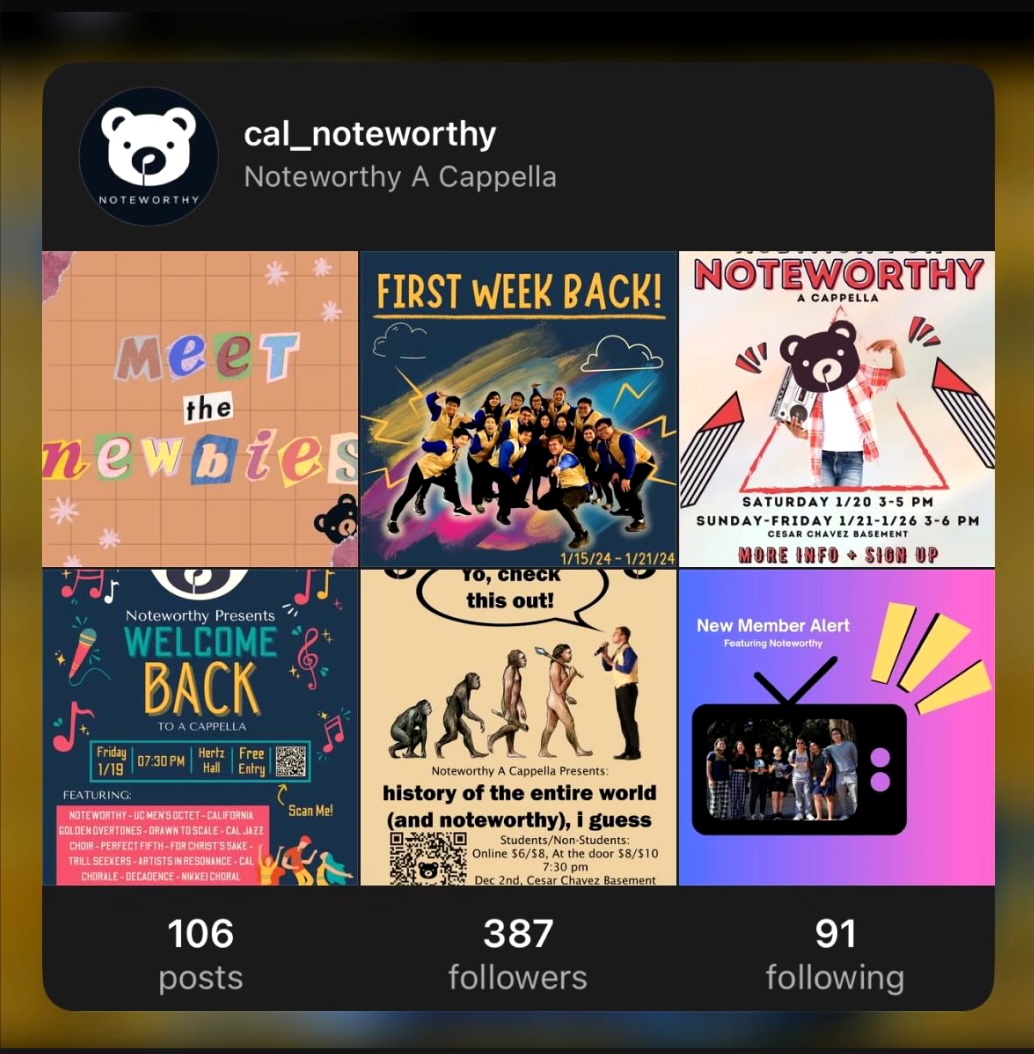 NOTEWORTHY
cal_noteworthy
Noteworthy A Cappella
meet
the
newbies
FIRST WEEK BACK!
1/15/24 - 1/21/24
NOTEWORTHY
A CAPPELLA
SATURDAY 1/20 3-5 PM
SUNDAY-FRIDAY 1/21-1/26 3-6 PM
CESAR CHAVEZ BASEMENT
MORE INFO + SIGN UP
Noteworthy Presents
WELCOME
BACK
TO A CAPPELLA
Friday
1/19
07:30 PM
Hertz
Hall
Free
Entry
Scan Me!
FEATURING:
NOTEWORTHY - UC MEN'S OCTET - CALIFORNIA
GOLDEN OVERTONES - DRAWN TO SCALE - CAL JAZZ
CHOIR - PERFECT FIFTH - FOR CHRIST'S SAKE -
TRILL SEEKERS - ARTISTS IN RESONANCE - CAL
CHORALE - DECADENCE - NIKKEI CHORAL
Yo, check
this out!
Noteworthy A Cappella Presents:
history of the entire world
(and noteworthy), i guess
Students/Non-Students:
Online $6/$8, At the door $8/$10
7:30 pm
Dec 2nd, Cesar Chavez Basement
New Member Alert
Featuring Noteworthy
106
posts
387
followers
91
following